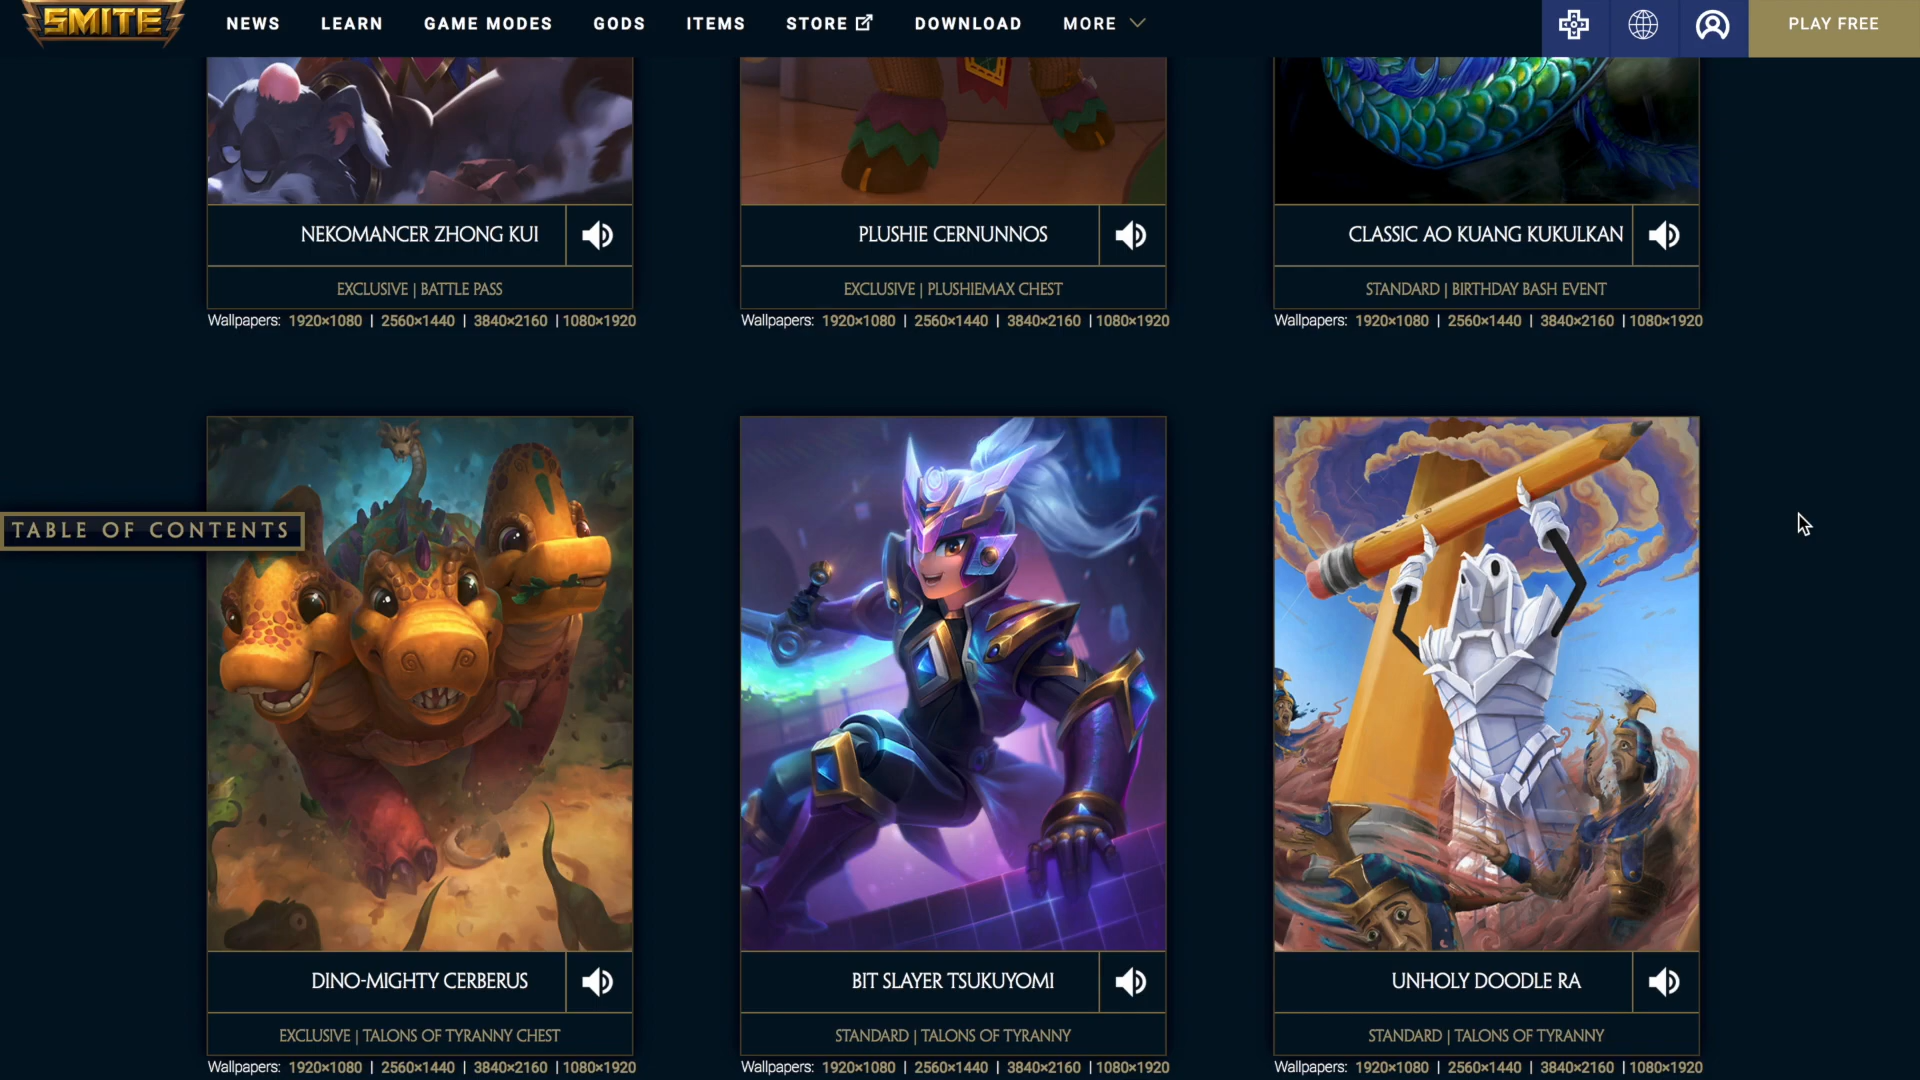 SMITE
NEWS LEARN GAME MODES GODS ITEMS STORE DOWNLOAD MORE PLAY FREE
NEKOMANCER ZHONG KUI
EXCLUSIVE | BATTLE PASS
Wallpapers: 1920×1080 | 2560×1440 | 3840×2160 | 1080×1920
PLUSHIE CERNUNNOS
EXCLUSIVE | PLUSHIEMAX CHEST
Wallpapers: 1920×1080 | 2560×1440 | 3840×2160 | 1080×1920
CLASSIC AO KUANG KUKULKAN
STANDARD | BIRTHDAY BASH EVENT
Wallpapers: 1920×1080 | 2560×1440 | 3840×2160 | 1080×1920
TABLE OF CONTENTS
DINO-MIGHTY CERBERUS
EXCLUSIVE | TALONS OF TYRANNY CHEST
Wallpapers: 1920×1080 | 2560×1440 | 3840×2160 | 1080×1920
BIT SLAYER TSUKUYOMI
STANDARD | TALONS OF TYRANNY
Wallpapers: 1920×1080 | 2560×1440 | 3840×2160 | 1080×1920
UNHOLY DOODLE RA
STANDARD | TALONS OF TYRANNY
Wallpapers: 1920×1080 | 2560×1440 | 3840×2160 | 1080×1920